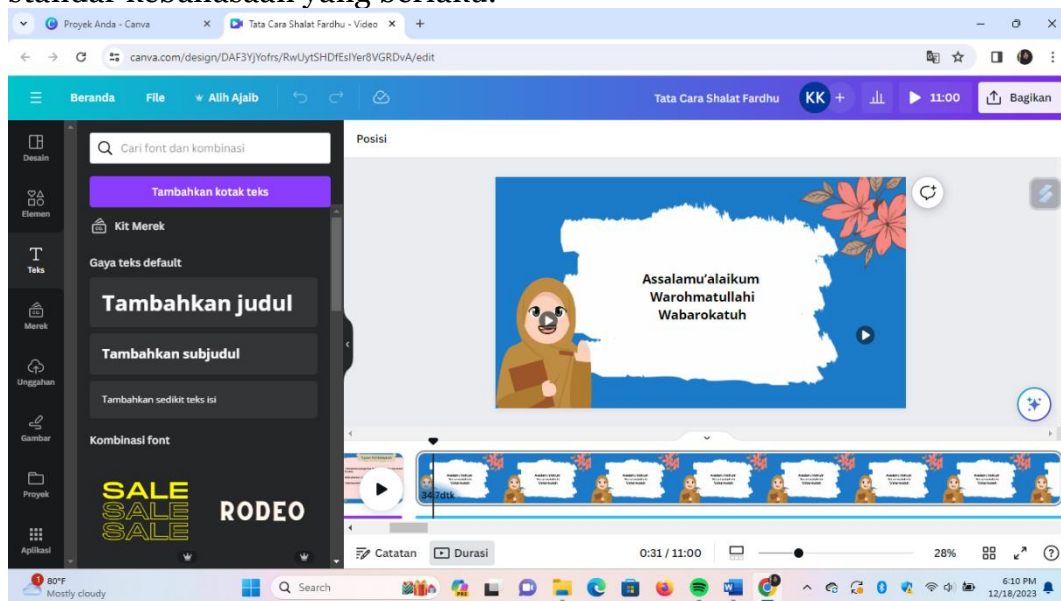 standar kebahasaan yang berlaku.
Proyek Anda - Canva
Tata Cara Shalat Fardhu - Video
canva.com/design/DAF3YjYofrs/RwUytSHDfEslYer8VGRDvA/edit
Beranda File Alih Ajaib Tata Cara Shalat Fardhu KK + 11:00 Bagikan
Desain
Elemen
Teks
Merek
Unggahan
Gambar
Proyek
Aplikasi
Cari font dan kombinasi
Tambahkan kotak teks
Kit Merek
Gaya teks default
Tambahkan judul
Tambahkan subjudul
Tambahkan sedikit teks isi
Kombinasi font
SALE
SALE
SALE
RODEO
Posisi
Assalamu'alaikum
Warohmatullahi
Wabarokatuh
34.7dtk
Catatan Durasi 0:31 / 11:00 28%
80°F
Mostly cloudy
Search
6:10 PM
12/18/2023